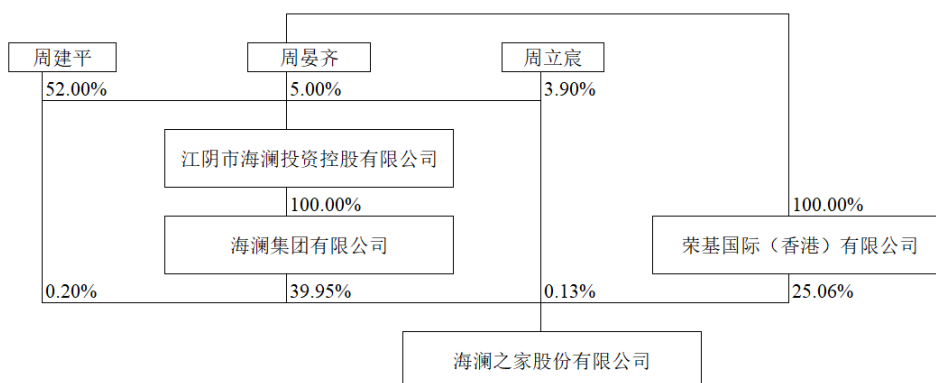 周建平
周晏齐
周立宸
52.00%
5.00%
3.90%
江阴市海澜投资控股有限公司
100.00%
100.00%
海澜集团有限公司
荣基国际（香港）有限公司
0.20%
39.95%
0.13%
25.06%
海澜之家股份有限公司